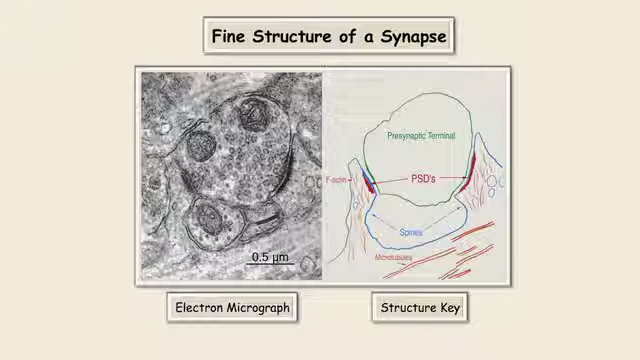 Fine Structure of a Synapse
Presynaptic Terminal
F-actin
PSD's
Spines
Microtubules
0.5 µm
Electron Micrograph
Structure Key